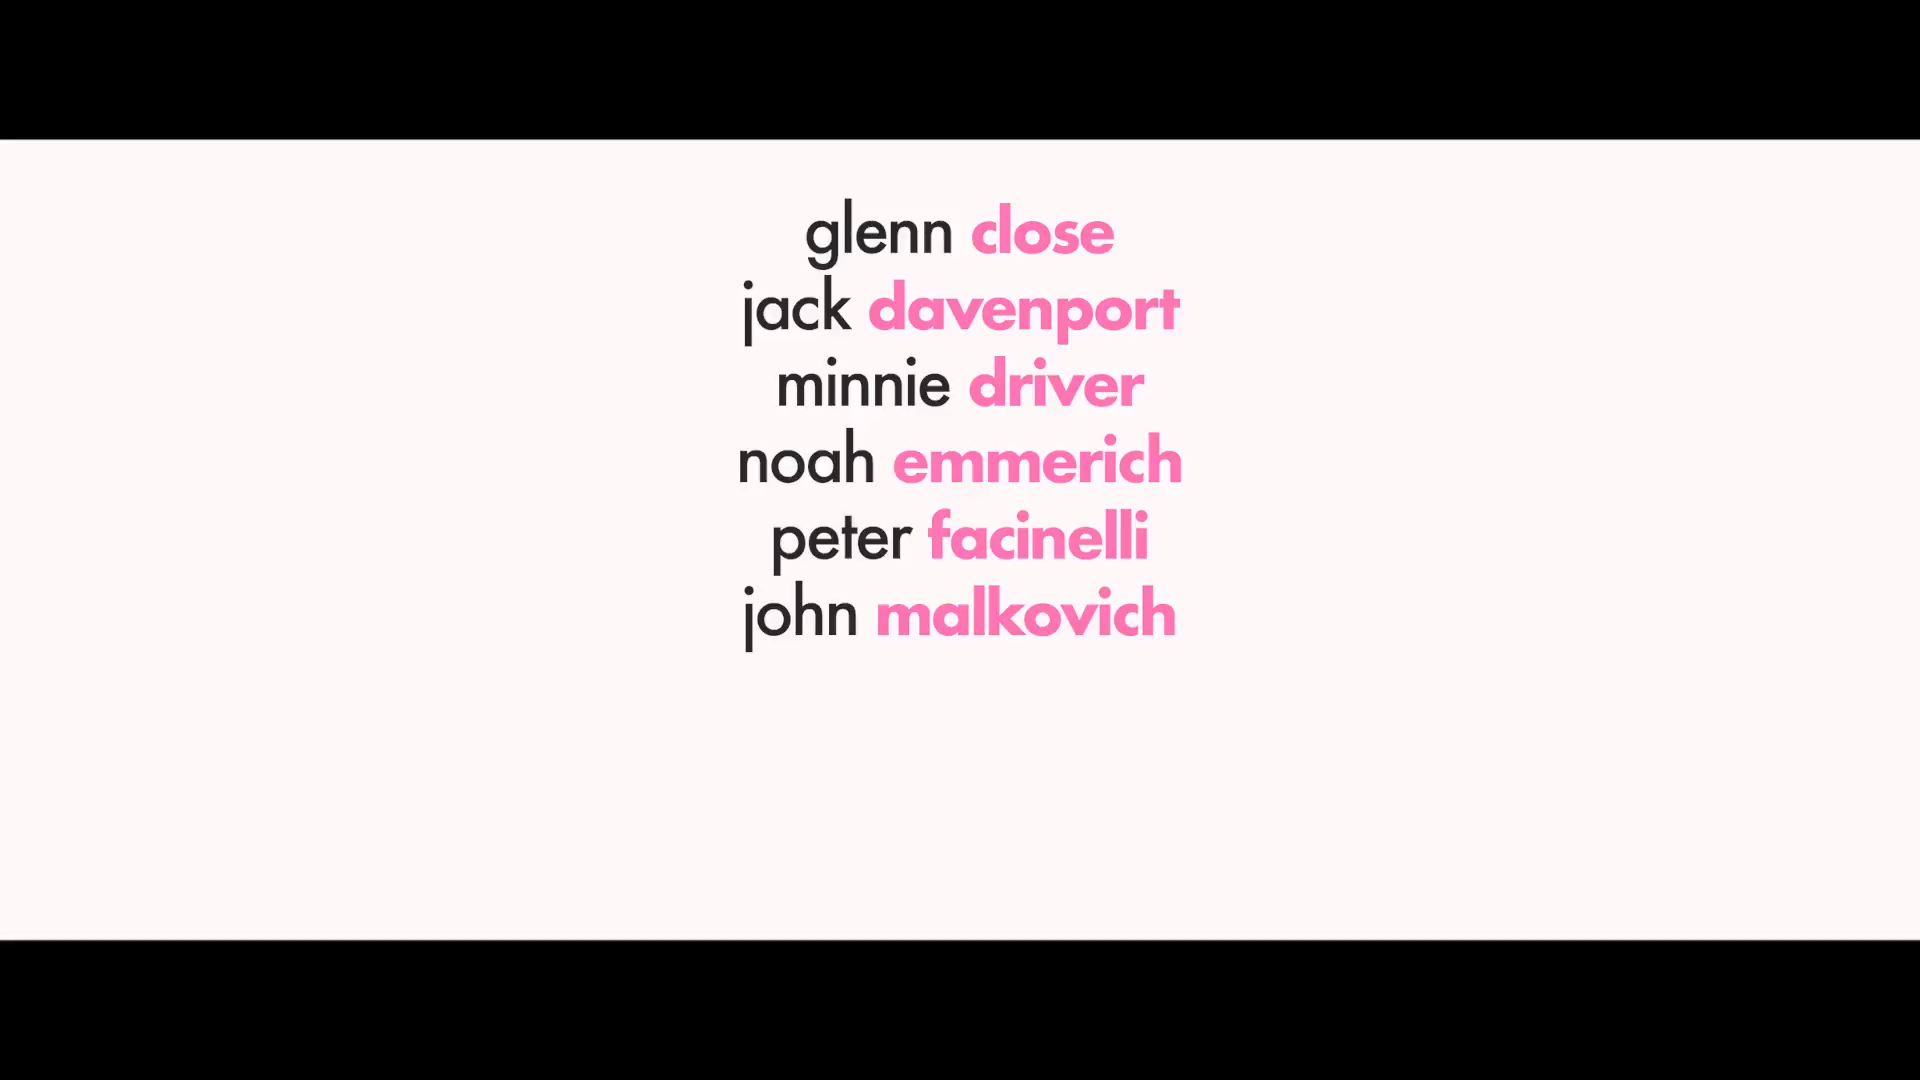 glenn close
jack davenport
minnie driver
noah emmerich
peter facinelli
john malkovich